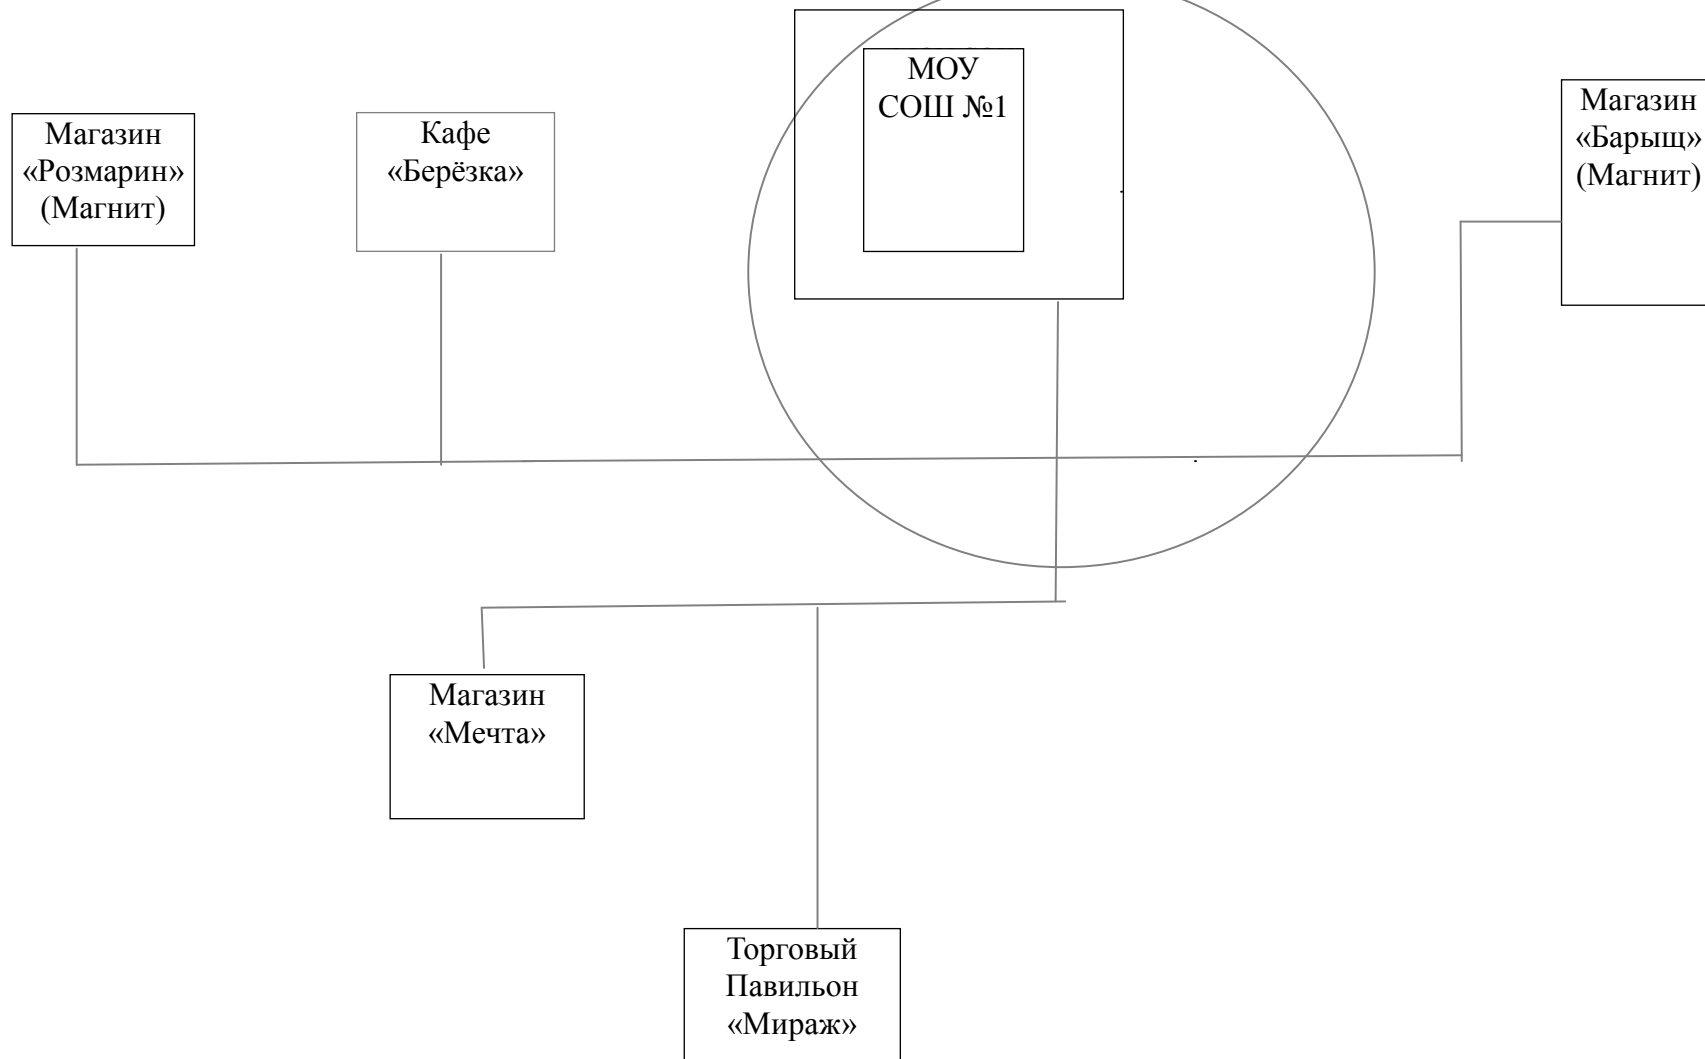 МОУ
СОШ №1
Магазин
«Розмарин»
(Магнит)
Кафе
«Берёзка»
Магазин
«Барыщ»
(Магнит)
Магазин
«Мечта»
Торговый
Павильон
«Мираж»